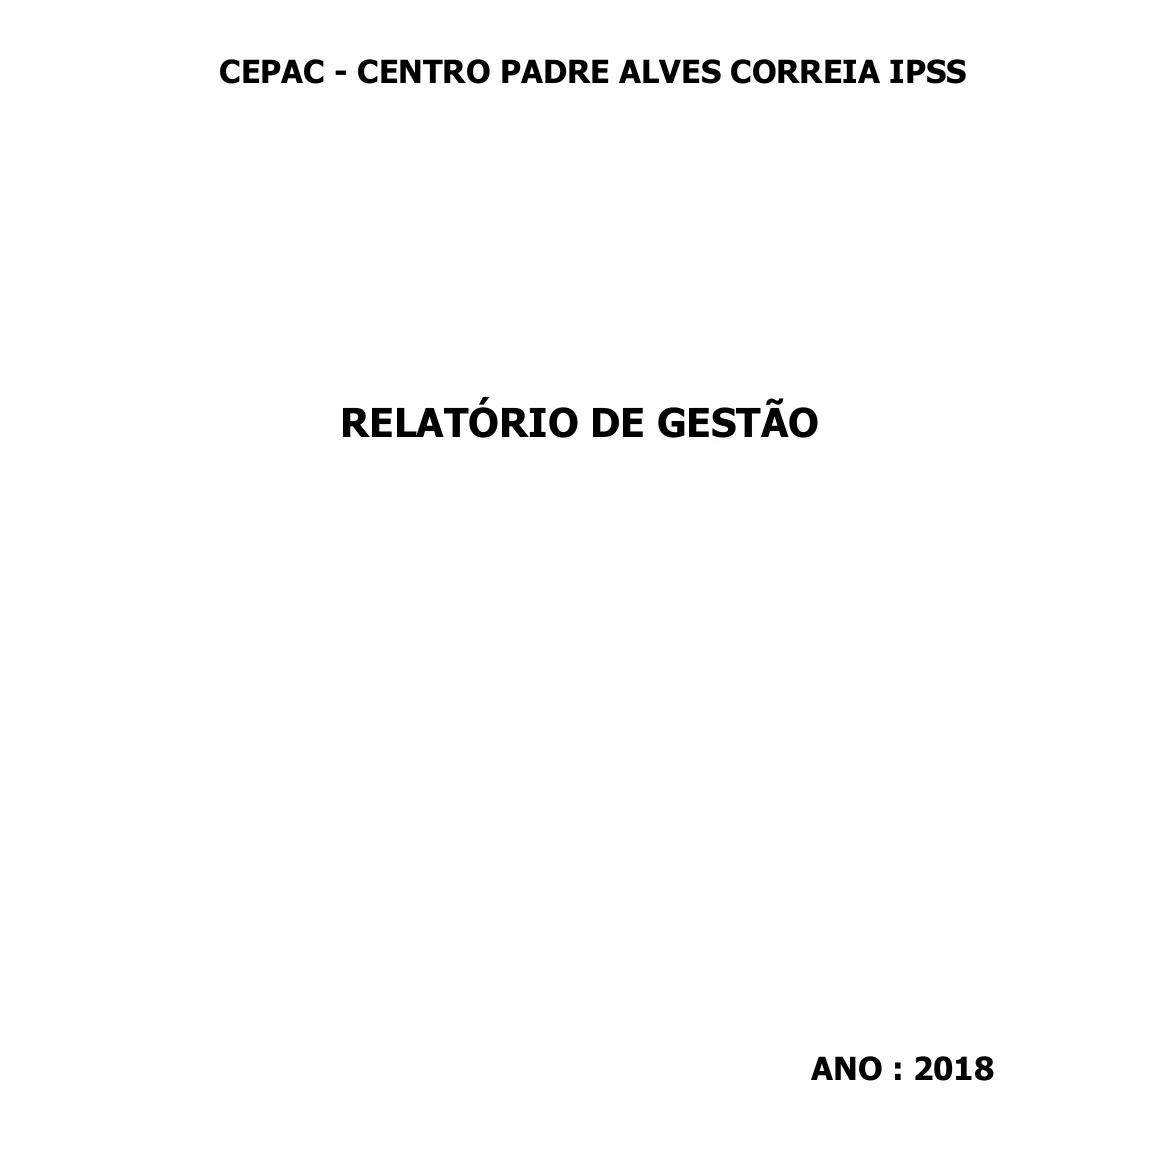 CEPAC - CENTRO PADRE ALVES CORREIA IPSS
RELATÓRIO DE GESTÃO
ANO : 2018